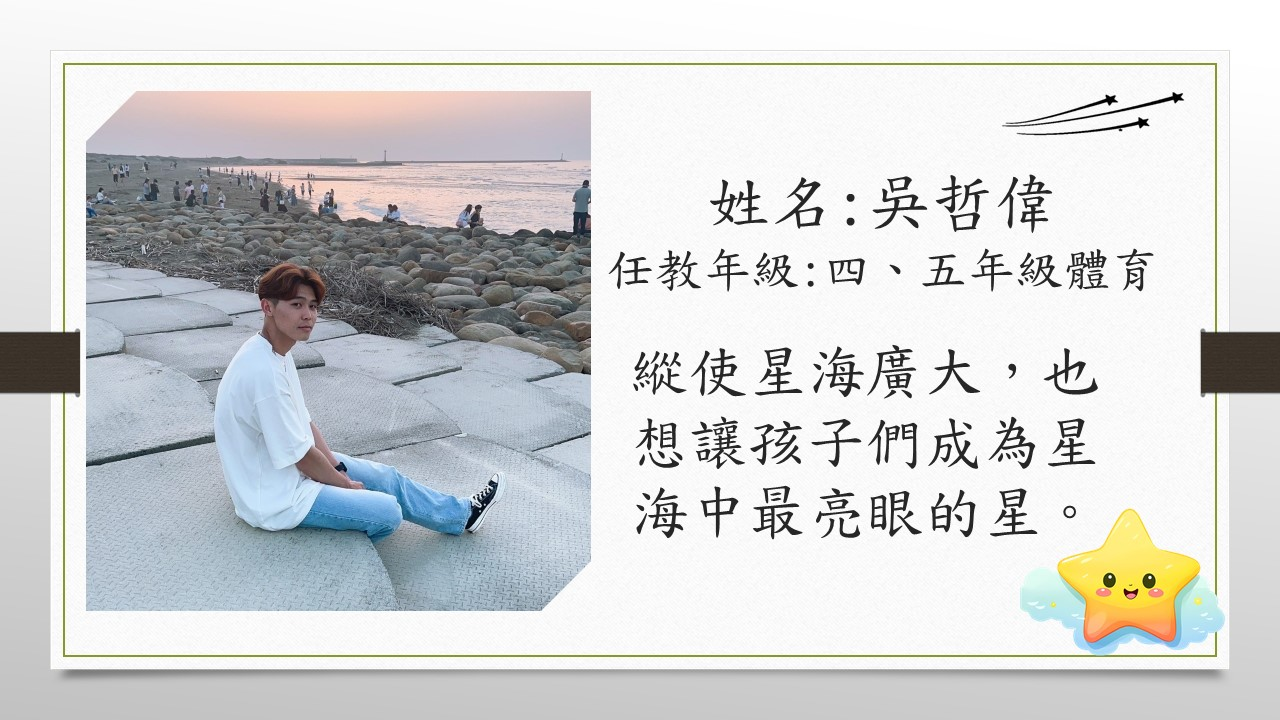 姓名:吳哲偉
任教年級:四、五年級體育
縱使星海廣大，也
想讓孩子們成為星
海中最亮眼的星。